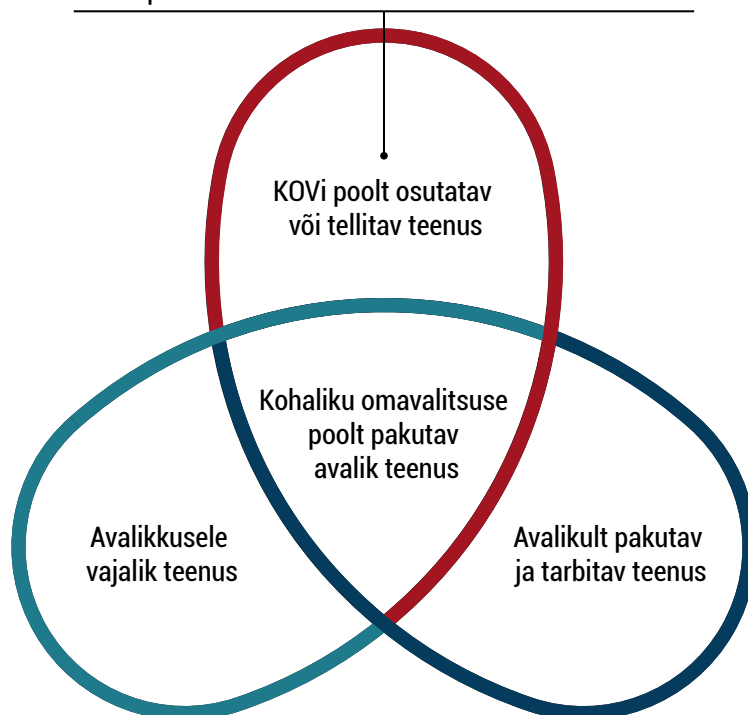 KOVi poolt osutatav
või tellitav teenus
Kohaliku omavalitsuse
poolt pakutav
avalik teenus
Avalikkusele
vajalik teenus
Avalikult pakutav
ja tarbitav teenus